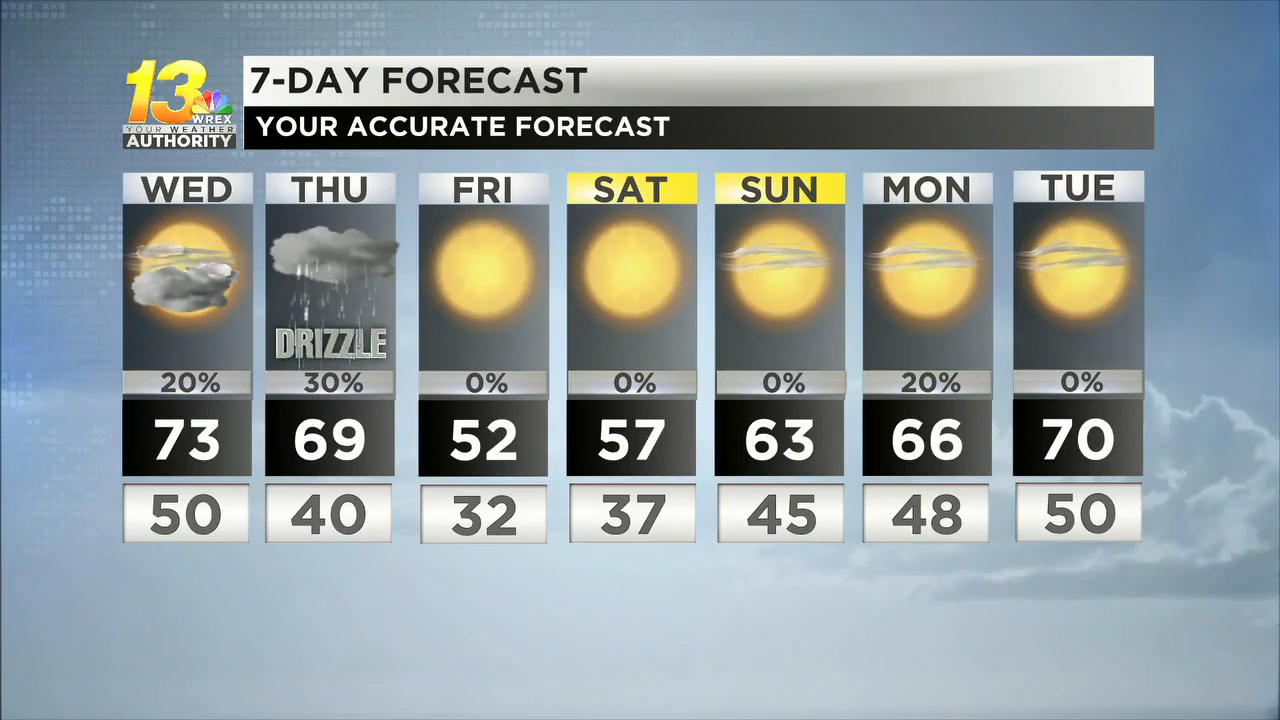 13
WREX
YOUR WEATHER
AUTHORITY
7-DAY FORECAST
YOUR ACCURATE FORECAST
WED THU FRI SAT SUN MON TUE
DRIZZLE
20% 30% 0% 0% 0% 20% 0%
73 69 52 57 63 66 70
50 40 32 37 45 48 50